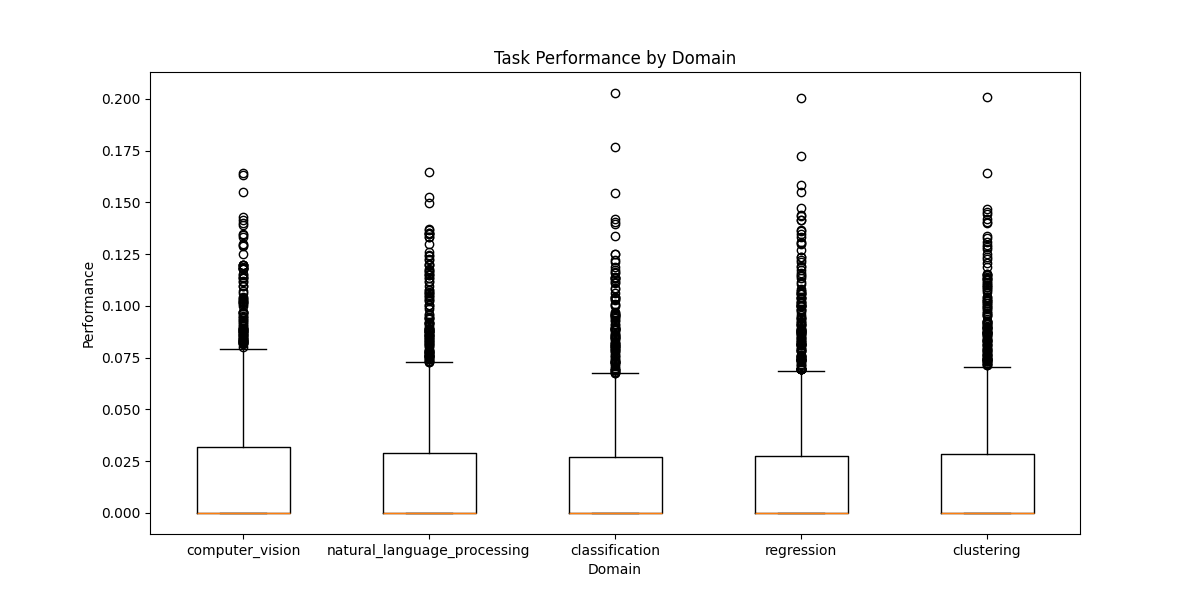 Task Performance by Domain
0.200
0.175
0.150
0.125
0.100
0.075
0.050
0.025
0.000
Performance
computer_vision natural_language_processing classification regression clustering
Domain